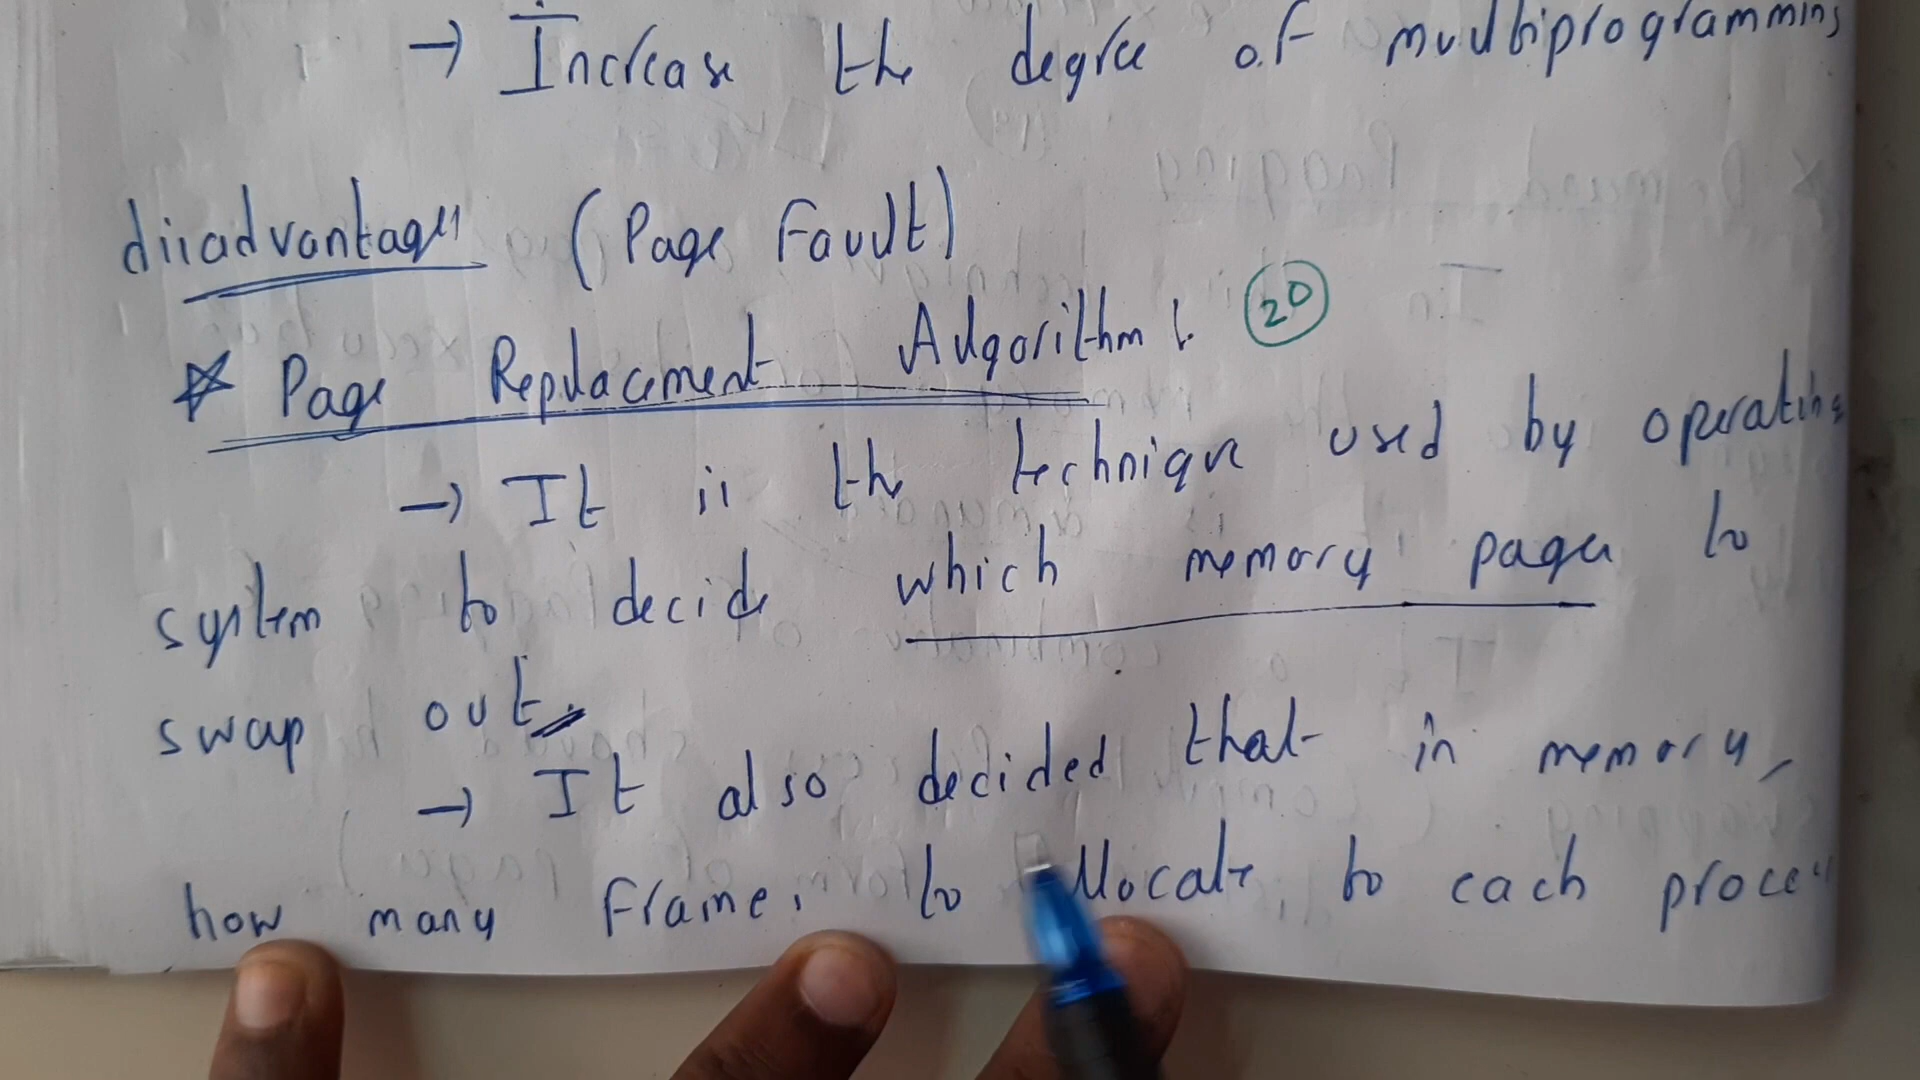 → Increase the degree of multiprogramming
disadvantages (Page Fault)
☆ Page Replacement Algorithm : 20
→ It is the technique used by operating
system to decide which memory pages to
swap out.
→ It also decided that in memory,
how many frames to allocate to each process